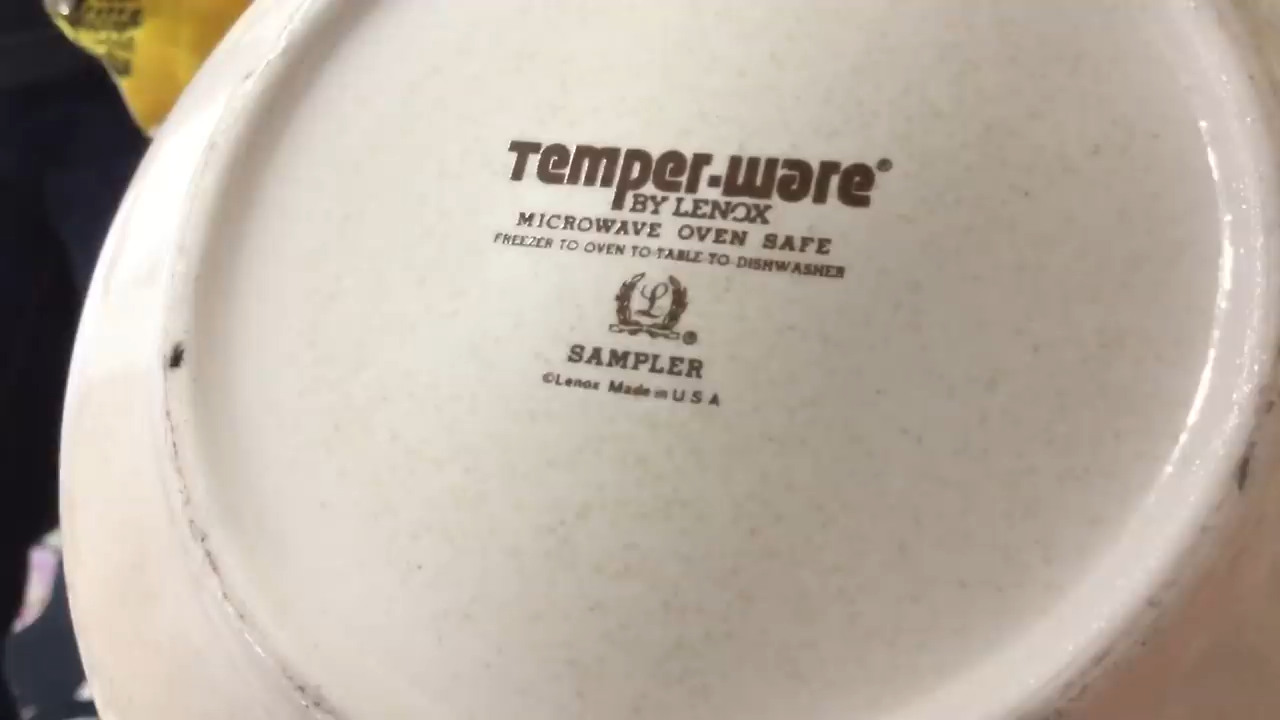 Temper-ware®
BY LENOX
MICROWAVE OVEN SAFE
FREEZER TO OVEN TO TABLE TO DISHWASHER
L
®
SAMPLER
©Lenox Made in U S A